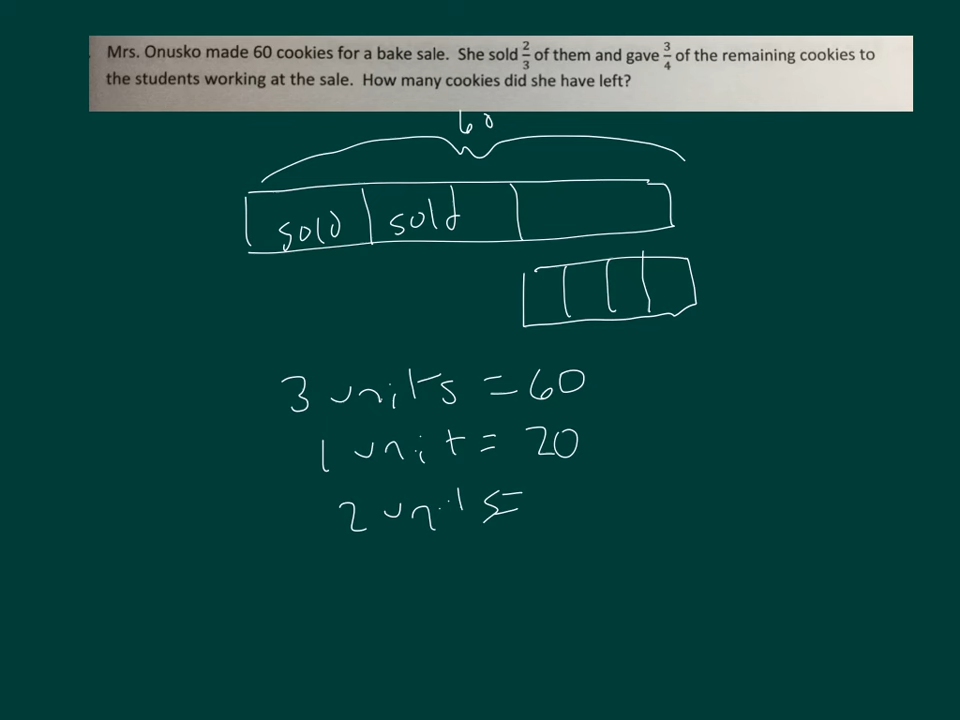 Mrs. Onusko made 60 cookies for a bake sale. She sold 2/3 of them and gave 3/4 of the remaining cookies to
the students working at the sale. How many cookies did she have left?
60
sold sold
3 units = 60
1 unit = 20
2 units =